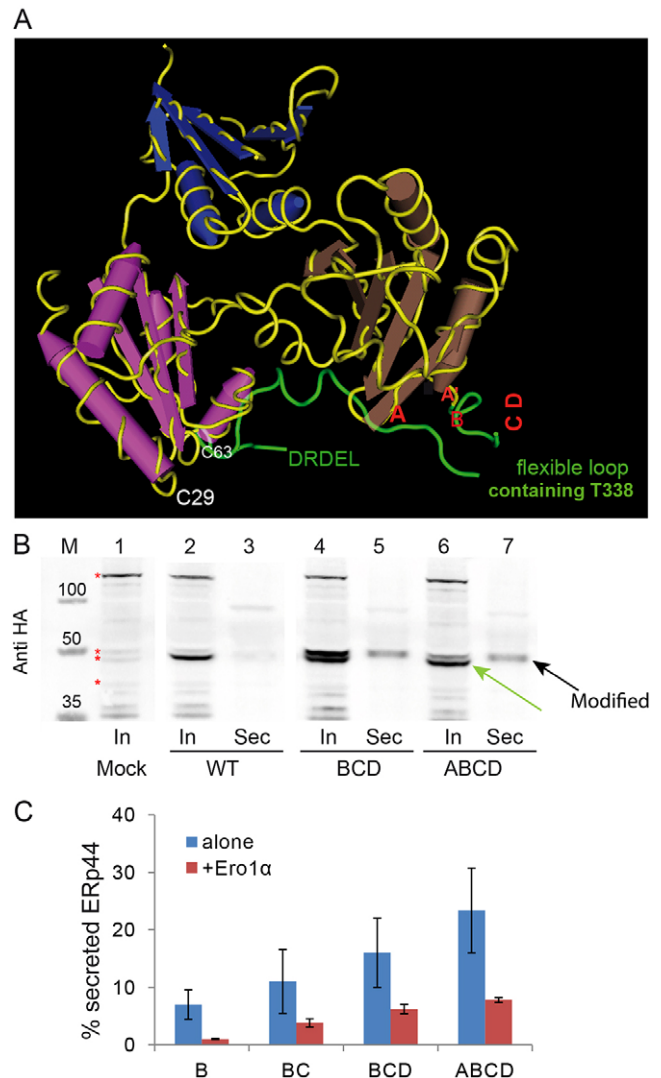 A
C63
C29
DRDEL
A
A'
B
C D
flexible loop
containing T338
B
M 1 2 3 4 5 6 7
Anti HA
100
50
35
*
*
*
*
Modified
In In Sec In Sec In Sec
Mock WT BCD ABCD
C
% secreted ERp44
40
30
20
10
0
alone
+Ero1α
B BC BCD ABCD